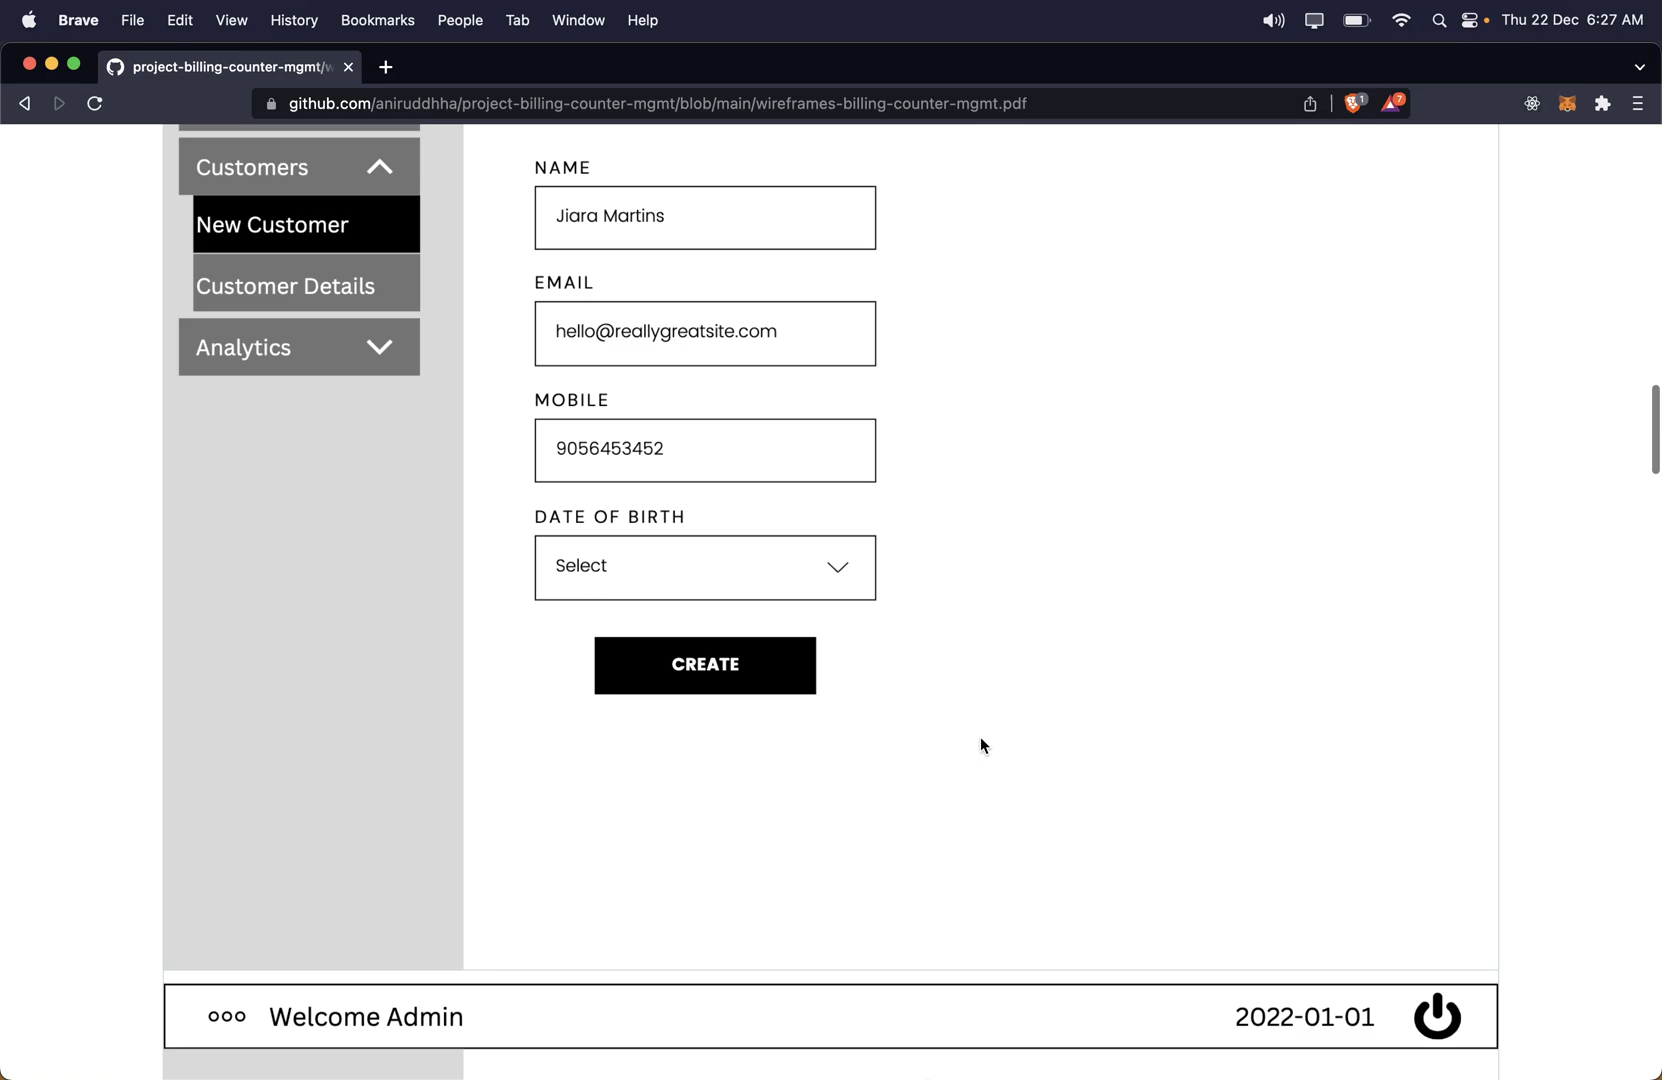 Brave File Edit View History Bookmarks People Tab Window Help Thu 22 Dec 6:27 AM
project-billing-counter-mgmt/w
github.com/aniruddhha/project-billing-counter-mgmt/blob/main/wireframes-billing-counter-mgmt.pdf 1 7
Customers
New Customer
Customer Details
Analytics
NAME
Jiara Martins
EMAIL
hello@reallygreatsite.com
MOBILE
9056453452
DATE OF BIRTH
Select
CREATE
Welcome Admin 2022-01-01